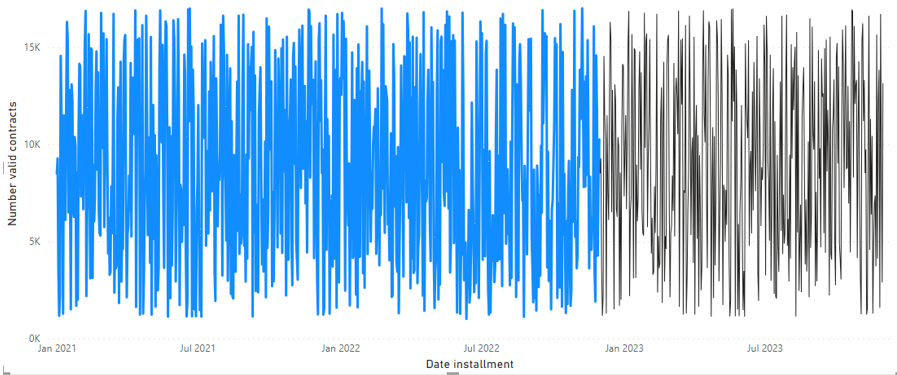 Number valid contracts
15K
10K
5K
0K
Jan 2021
Jul 2021
Jan 2022
Jul 2022
Jan 2023
Jul 2023
Date installment